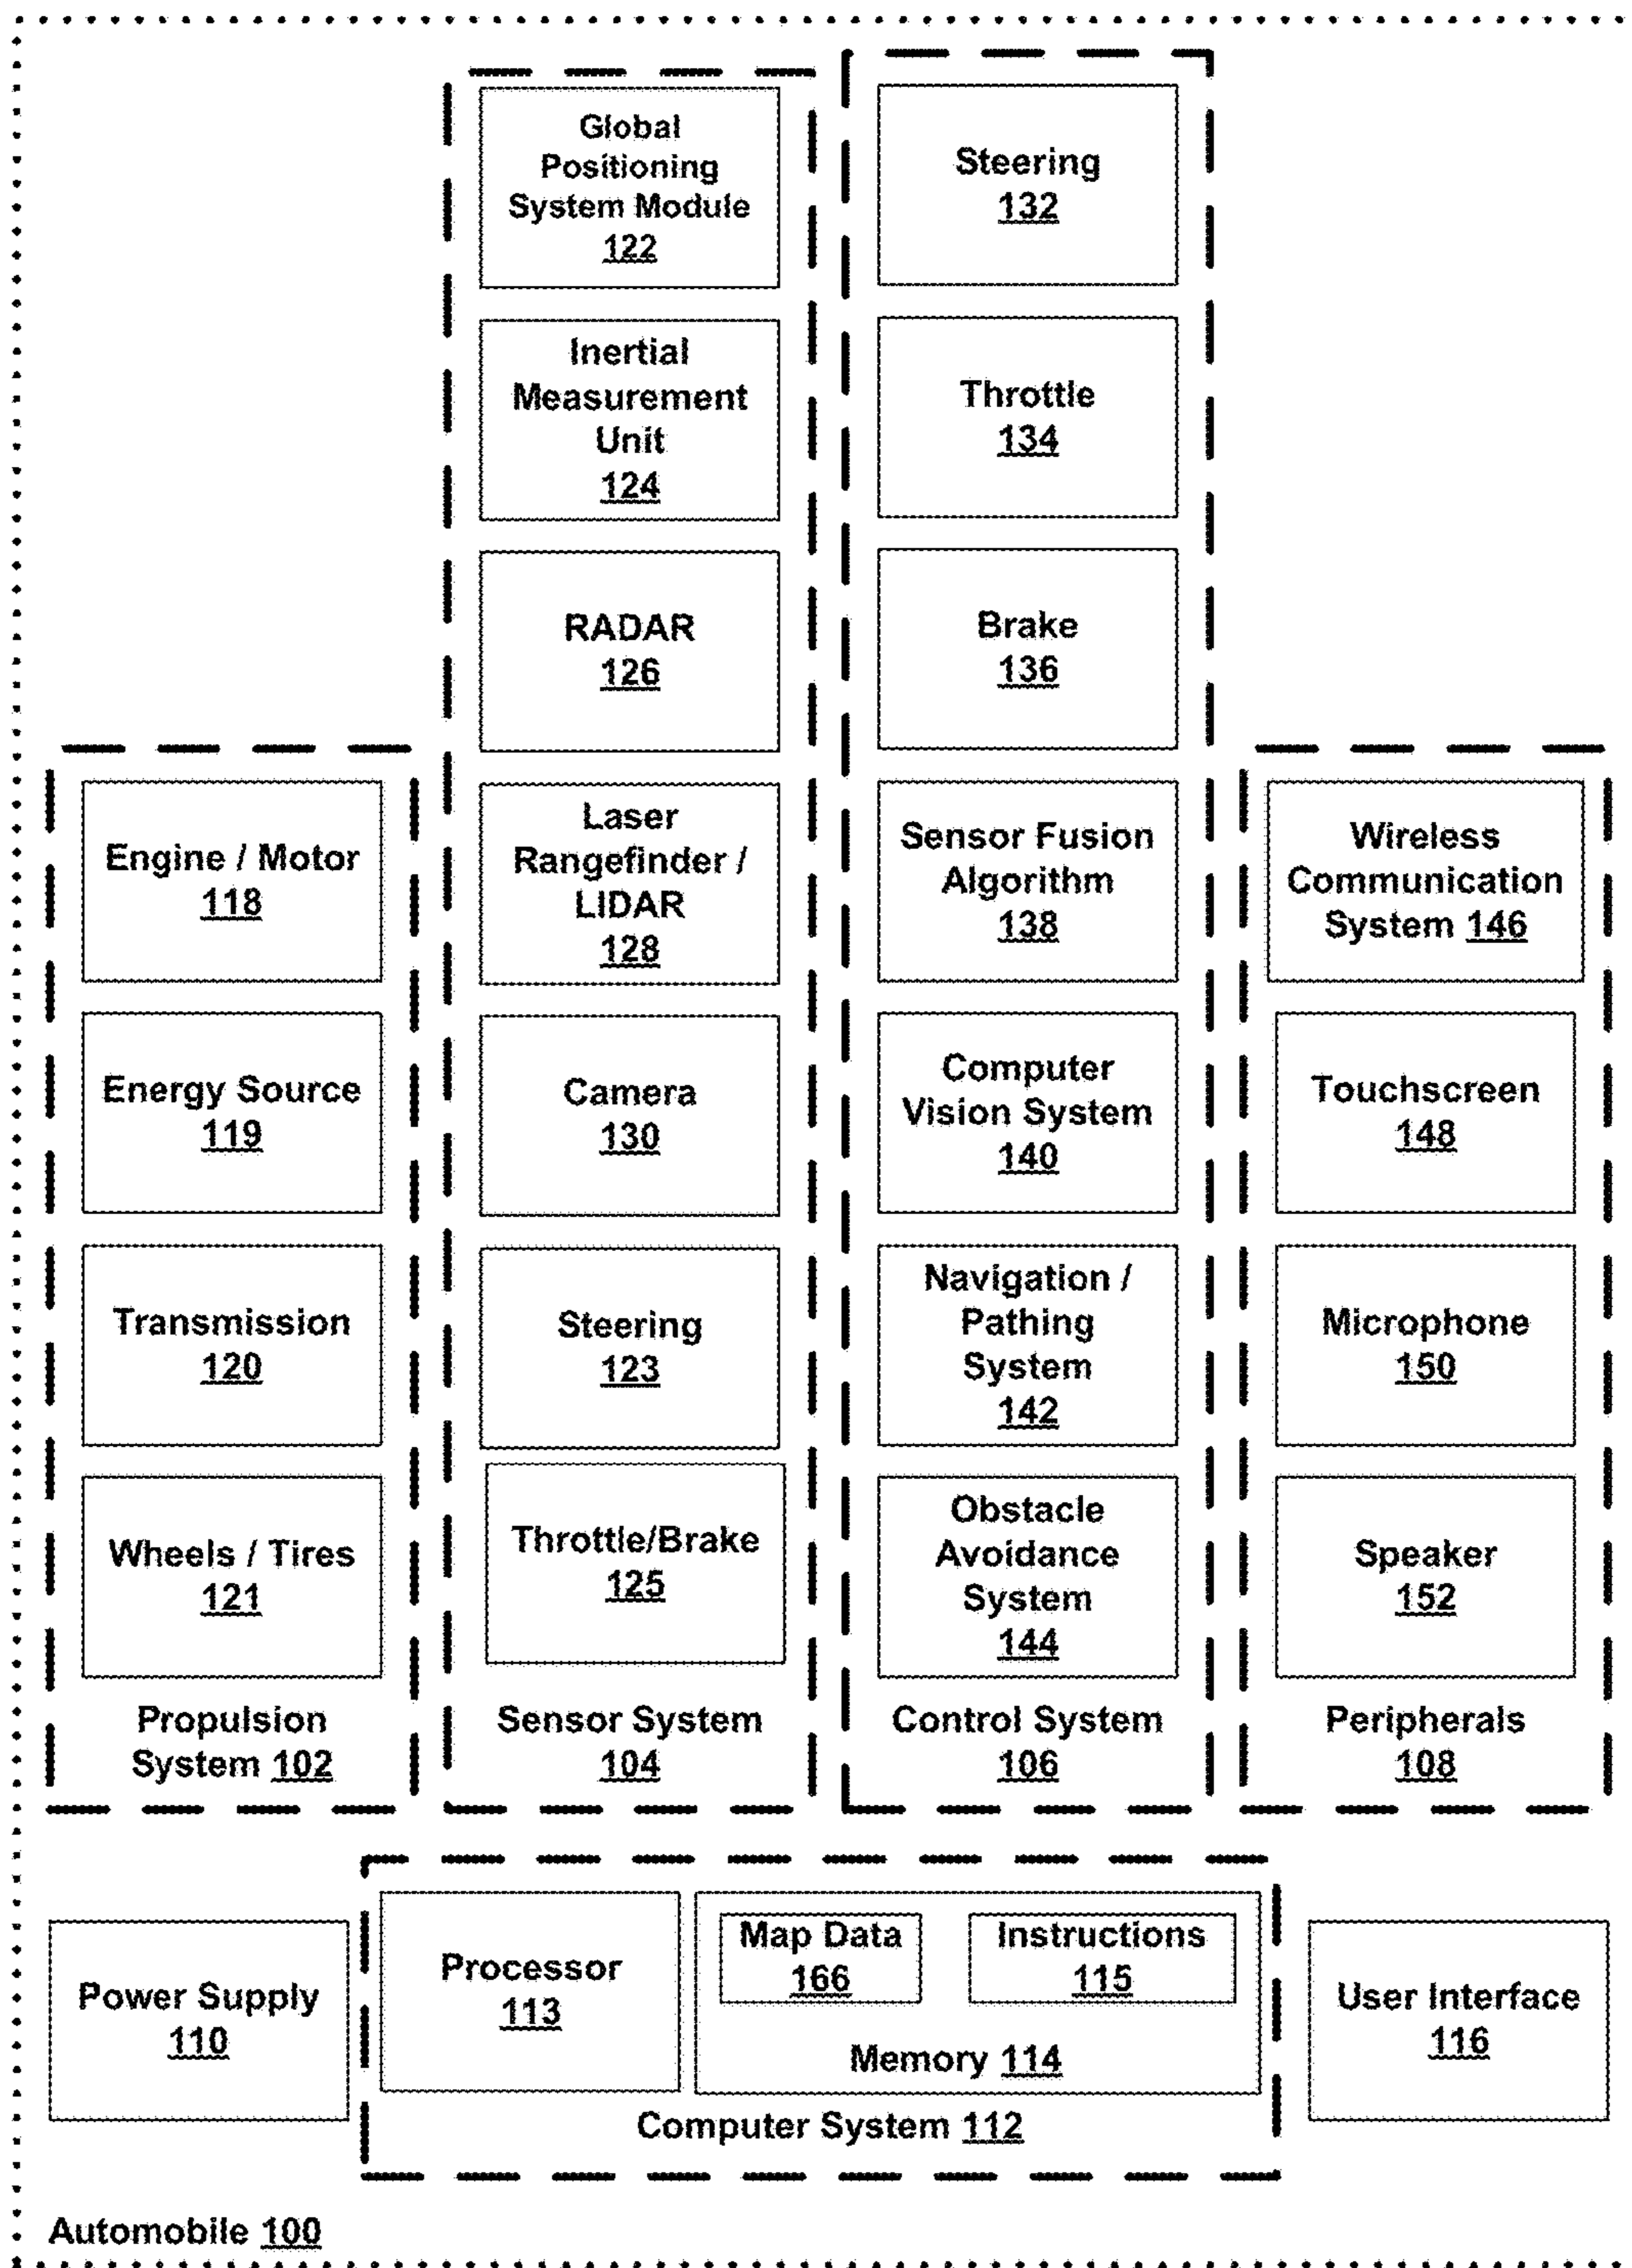 Global
Positioning
System Module
122
Inertial
Measurement
Unit
124
RADAR
126
Laser
Rangefinder /
LIDAR
128
Camera
130
Steering
123
Throttle/Brake
125
Sensor System
104
Steering
132
Throttle
134
Brake
136
Sensor Fusion
Algorithm
138
Computer
Vision System
140
Navigation /
Pathing
System
142
Obstacle
Avoidance
System
144
Control System
106
Engine / Motor
118
Energy Source
119
Transmission
120
Wheels / Tires
121
Propulsion
System 102
Wireless
Communication
System 146
Touchscreen
148
Microphone
150
Speaker
152
Peripherals
108
Power Supply
110
Processor
113
Map Data
166
Instructions
115
Memory 114
Computer System 112
User Interface
116
Automobile 100